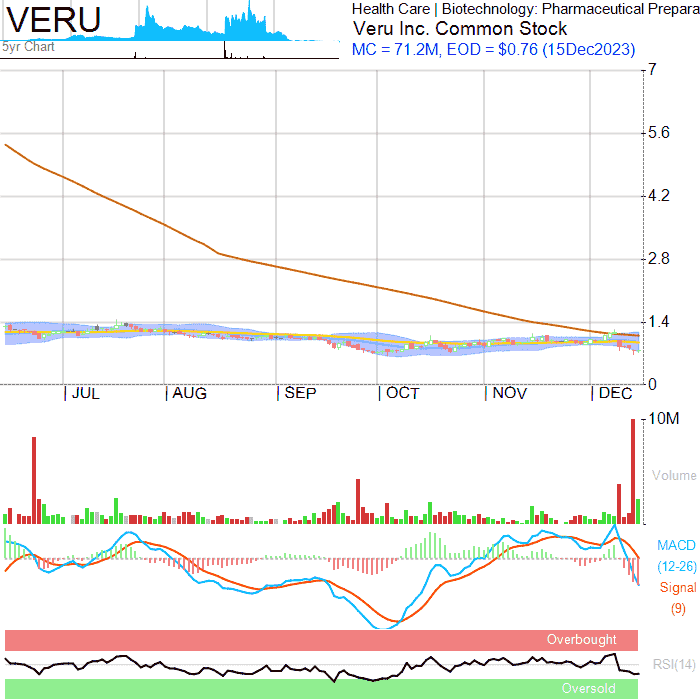 VERU
5yr Chart
Health Care | Biotechnology: Pharmaceutical Prepara
Veru Inc. Common Stock
MC = 71.2M, EOD = $0.76 (15Dec2023)
7
5.6
4.2
2.8
1.4
0
JUL AUG SEP OCT NOV DEC
10M
Volume
MACD
(12-26)
Signal
(9)
Overbought
RSI(14)
Oversold